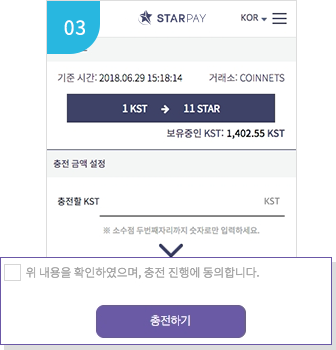 03
STARPAY
KOR
기준 시간: 2018.06.29 15:18:14 거래소: COINNETS
1 KST → 11 STAR
보유중인 KST: 1,402.55 KST
충전 금액 설정
충전할 KST KST
※ 소수점 두번째자리까지 숫자로만 입력하세요.
위 내용을 확인하였으며, 충전 진행에 동의합니다.
충전하기